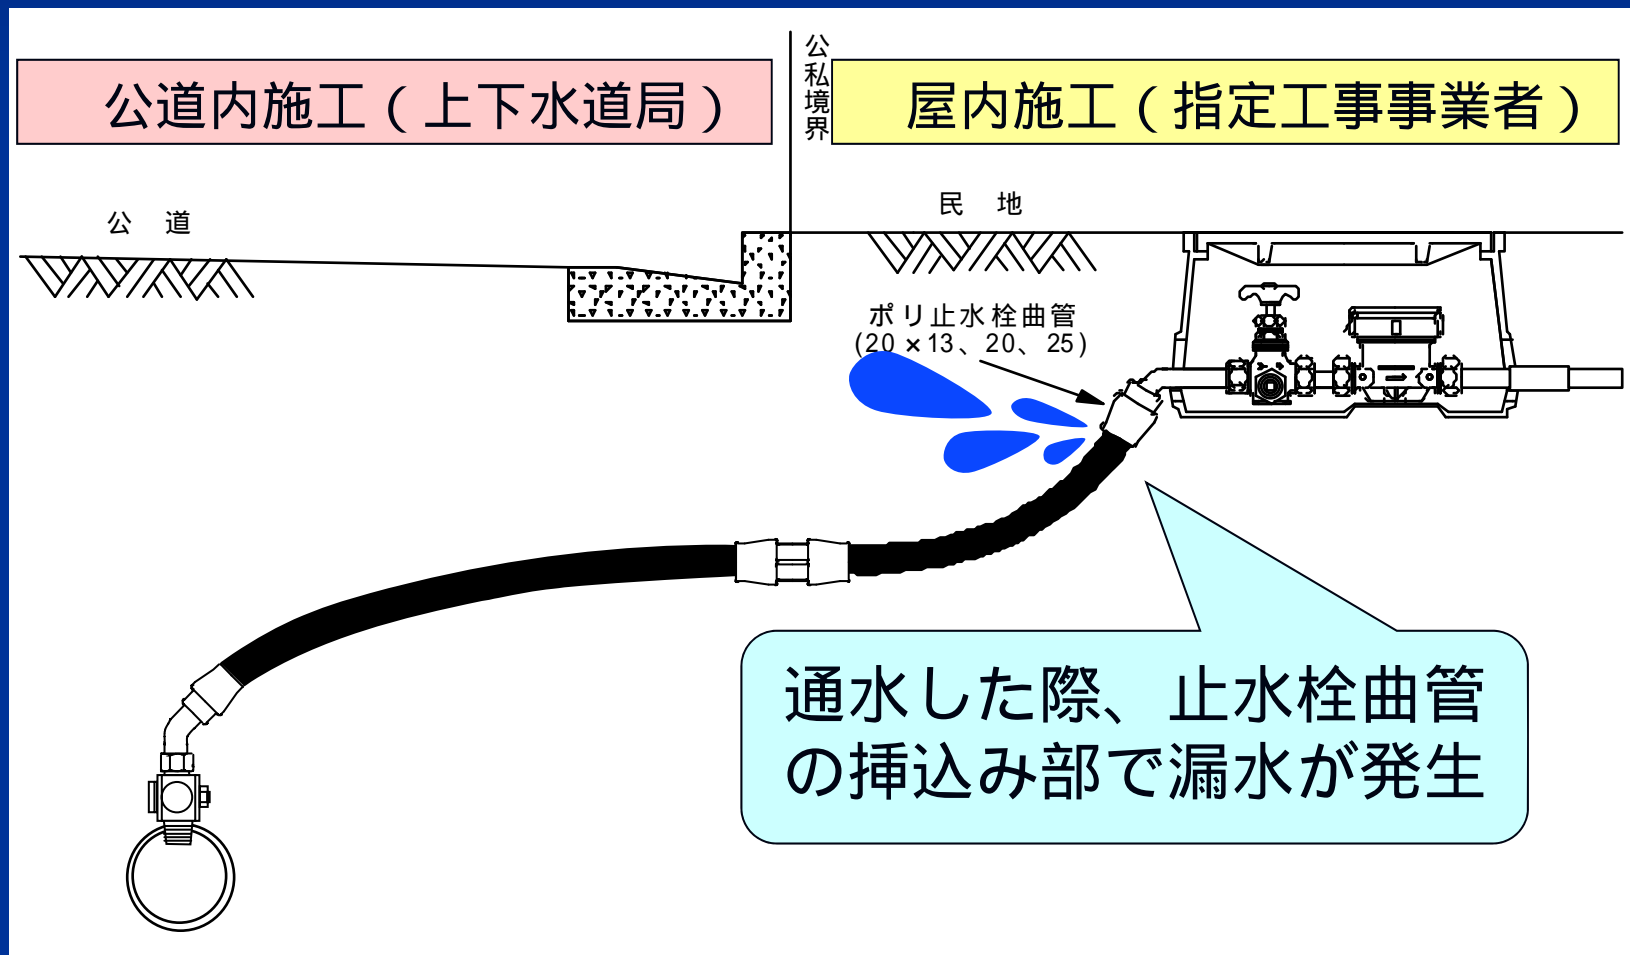 公道内施工（上下水道局）
公私境界
屋内施工（指定工事事業者）
公　道
民　地
ポリ止水栓曲管
(20×13、20、25)
通水した際、止水栓曲管
の挿込み部で漏水が発生